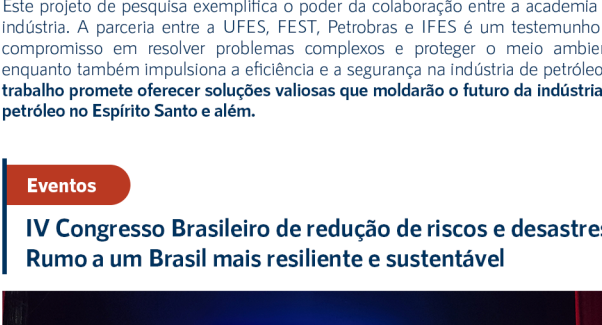 Este projeto de pesquisa exemplifica o poder da colaboração entre a academia
indústria. A parceria entre a UFES, FEST, Petrobras e IFES é um testemunho
compromisso em resolver problemas complexos e proteger o meio
enquanto também impulsiona a eficiência e a segurança na indústria de petróleo
trabalho promete oferecer soluções valiosas que moldarão o futuro da indústria
petróleo no Espírito Santo e além.
Eventos
IV Congresso Brasileiro de redução de riscos e desastres
Rumo a um Brasil mais resiliente e sustentável